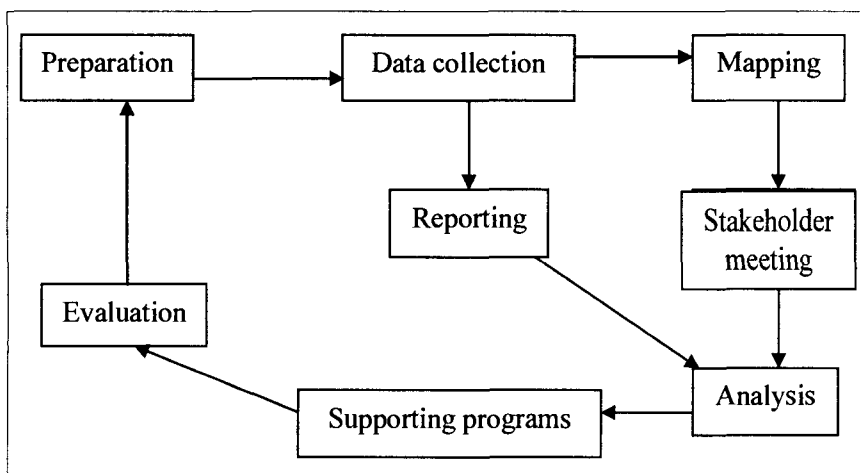 Preparation
Data collection
Mapping
Reporting
Stakeholder
meeting
Evaluation
Analysis
Supporting programs